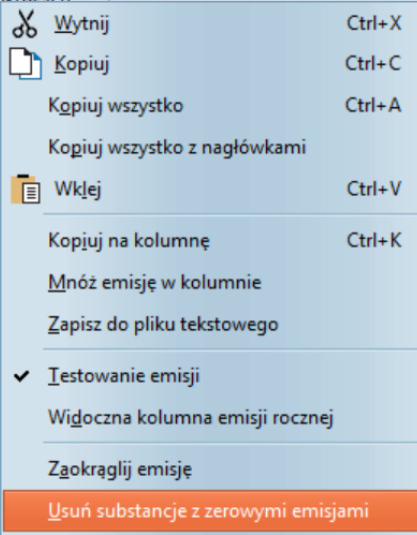 Wytnij Ctrl+X
Kopiuj Ctrl+C
Kopiuj wszystko Ctrl+A
Kopiuj wszystko z nagłówkami
Wklej Ctrl+V
Kopiuj na kolumnę Ctrl+K
Mnóż emisję w kolumnie
Zapisz do pliku tekstowego
Testowanie emisji
Widoczna kolumna emisji rocznej
Zaokrąglij emisję
Usuń substancje z zerowymi emisjami